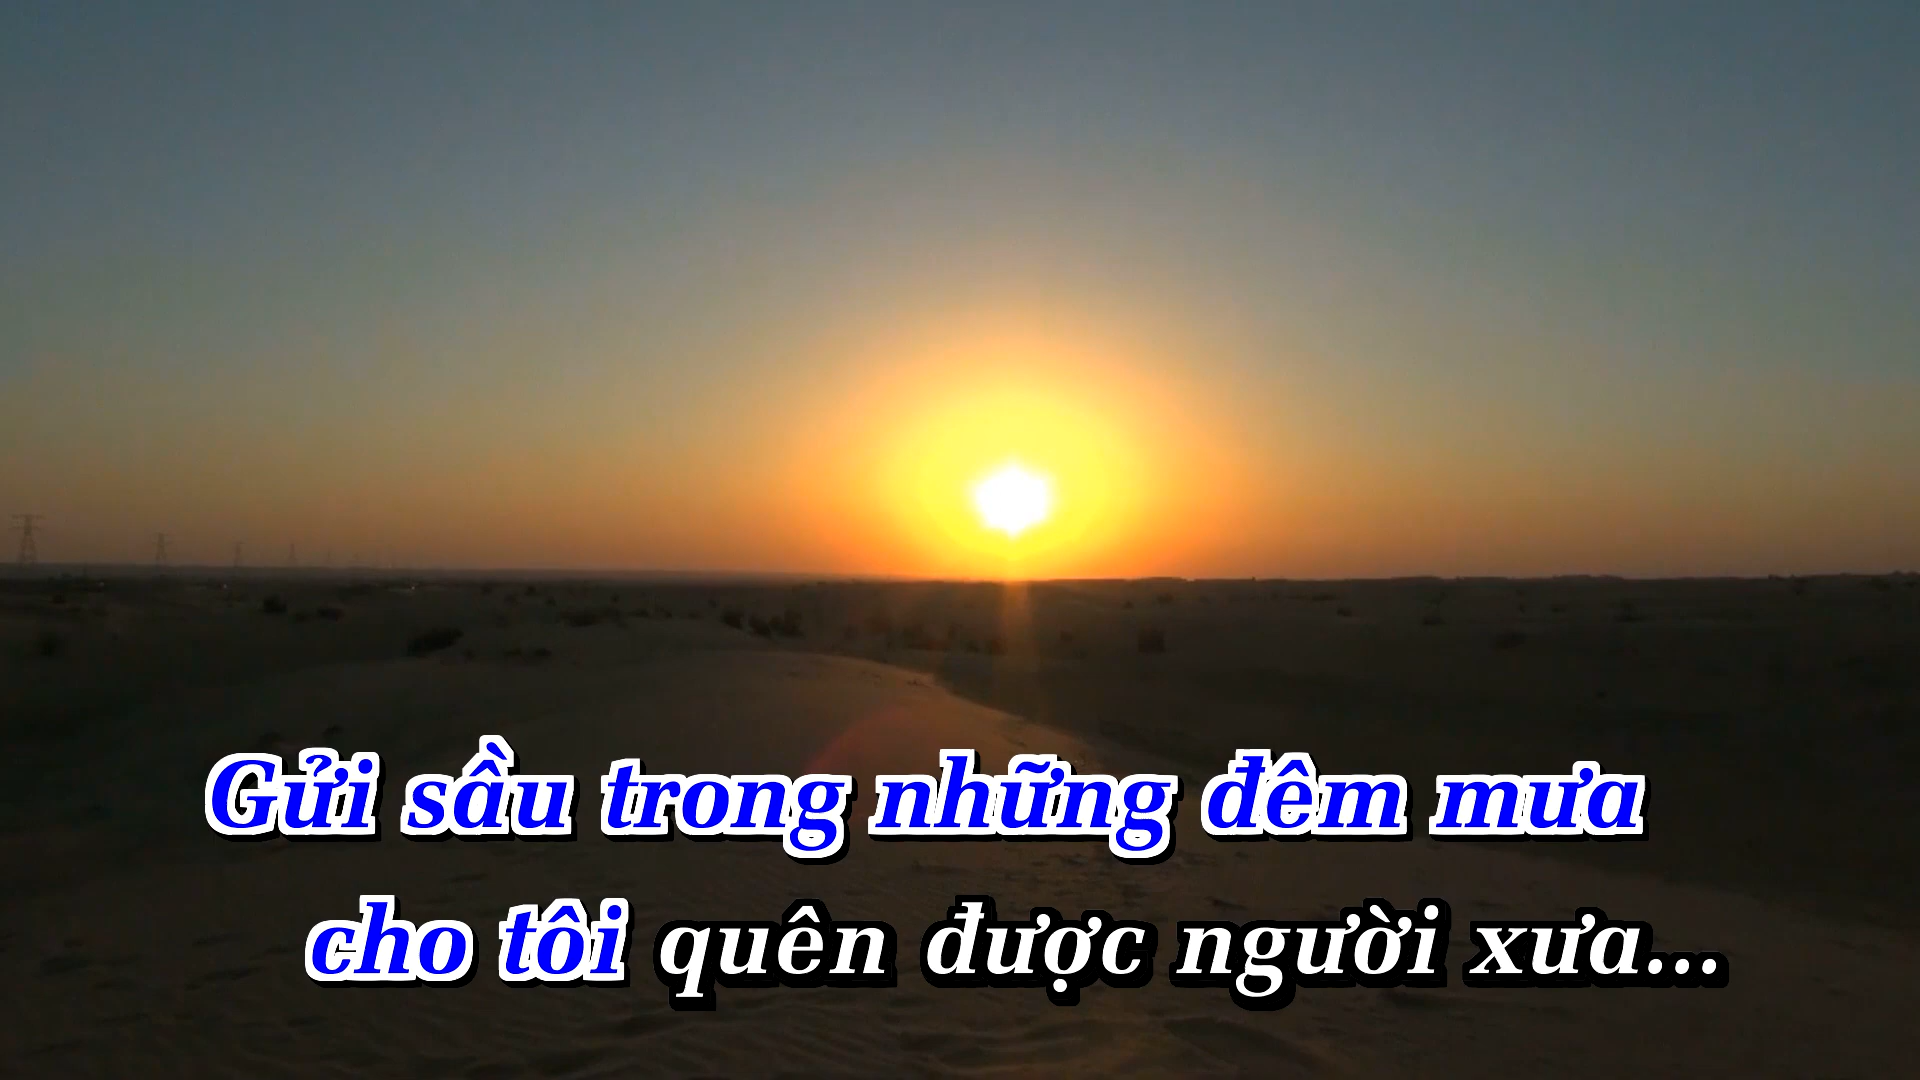 Gửi sầu trong những đêm mưa
cho tôi quên được người xưa...